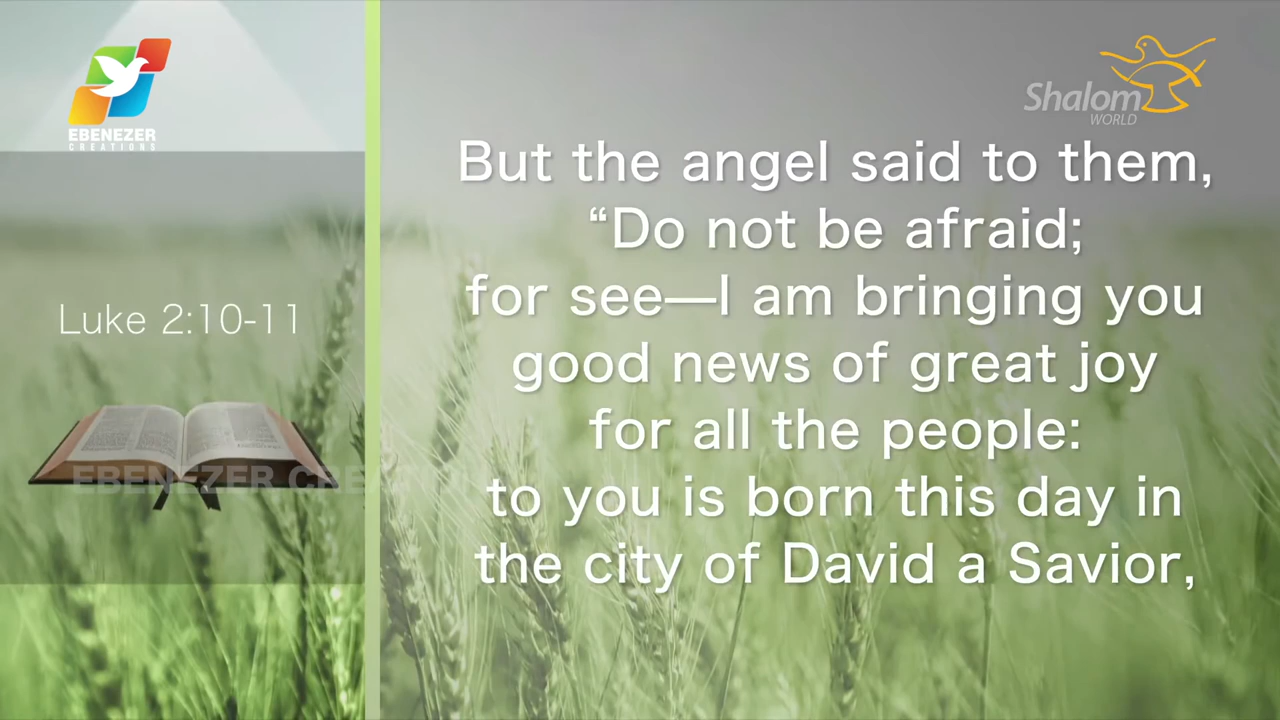 EBENEZER
CREATIONS
Shalom
WORLD
Luke 2:10-11
But the angel said to them,
“Do not be afraid;
for see—I am bringing you
good news of great joy
for all the people:
to you is born this day in
the city of David a Savior,